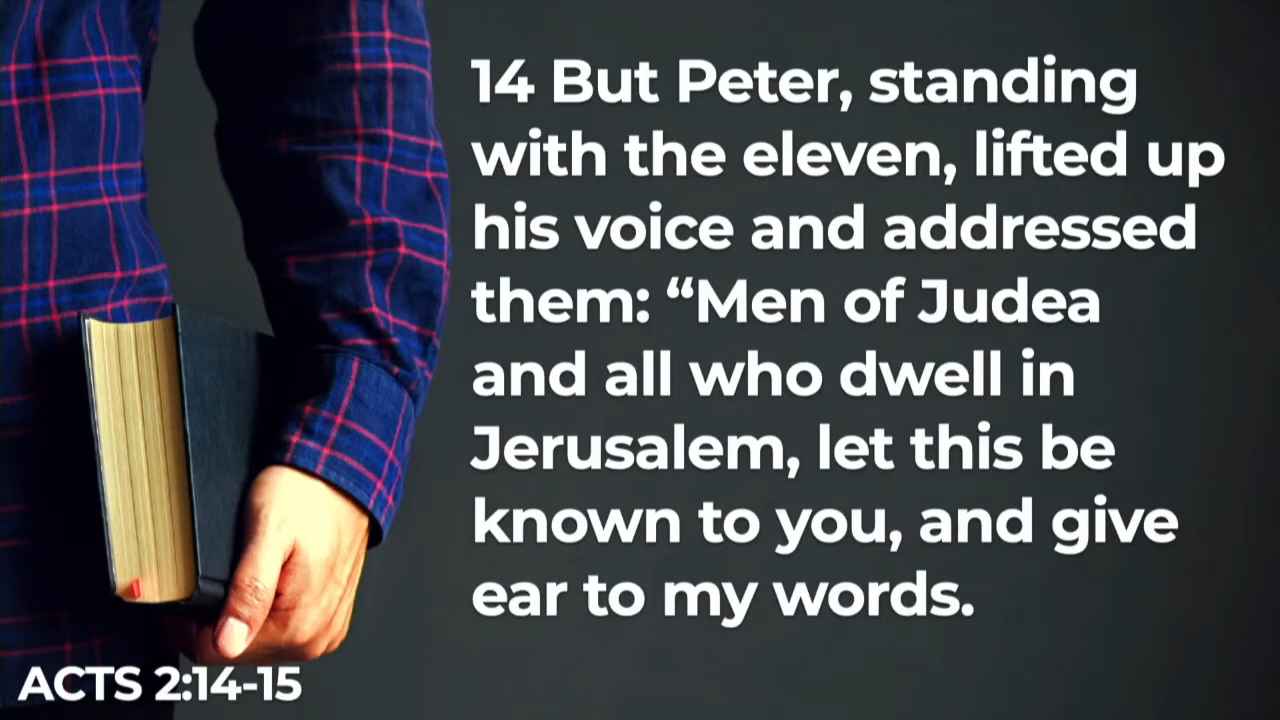 14 But Peter, standing
with the eleven, lifted up
his voice and addressed
them: “Men of Judea
and all who dwell in
Jerusalem, let this be
known to you, and give
ear to my words.
ACTS 2:14-15